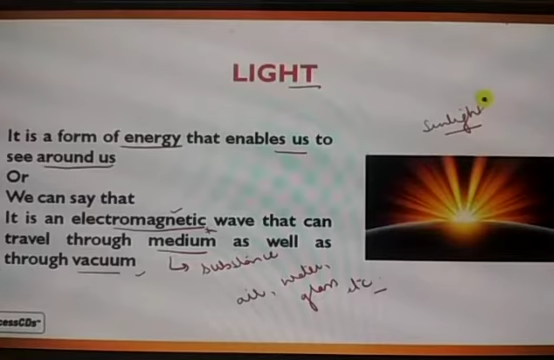 LIGHT
Sunlight
It is a form of energy that enables us to
see around us
Or
We can say that
It is an electromagnetic wave that can
travel through medium as well as
through vacuum
substance
air, water,
glass etc
cessCDs